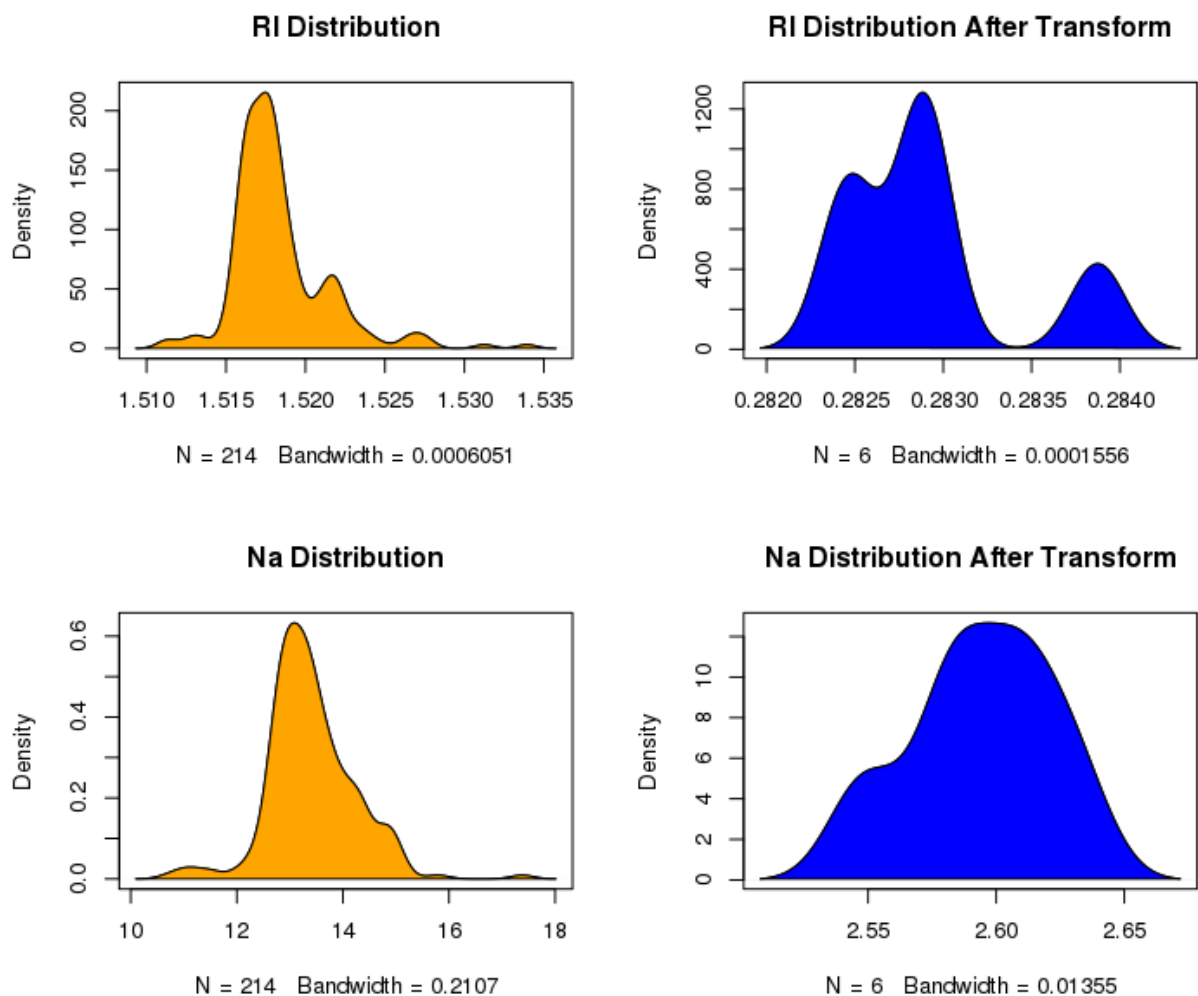 RI Distribution
Density
0 50 100 150 200
1.510 1.515 1.520 1.525 1.530 1.535
N = 214 Bandwidth = 0.0006051
RI Distribution After Transform
Density
0 400 800 1200
0.2820 0.2825 0.2830 0.2835 0.2840
N = 6 Bandwidth = 0.0001556
Na Distribution
Density
0.0 0.2 0.4 0.6
10 12 14 16 18
N = 214 Bandwidth = 0.2107
Na Distribution After Transform
Density
0 2 4 6 8 10
2.55 2.60 2.65
N = 6 Bandwidth = 0.01355